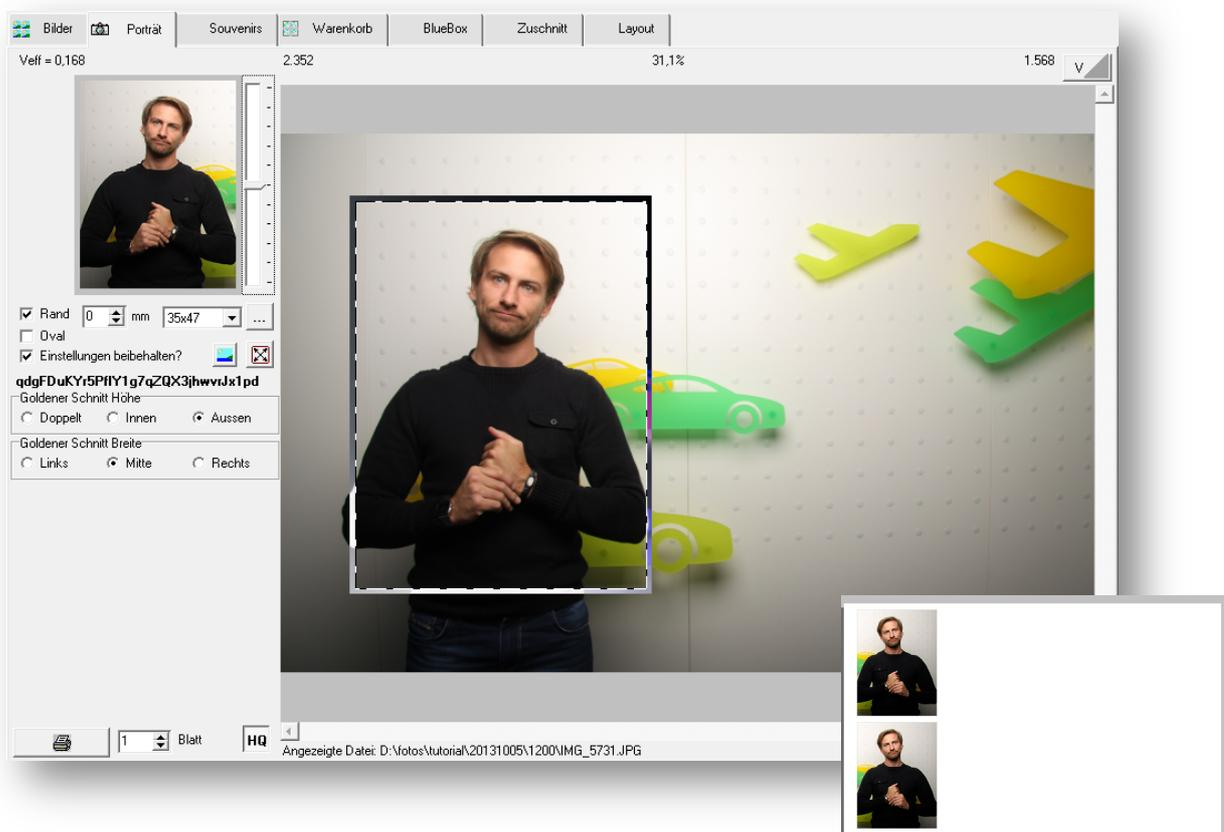 Bilder Porträt Souvenirs Warenkorb BlueBox Zuschnitt Layout
Veff = 0,168 2.352 31,1% 1.568 V
Rand 0 mm 35x47 ...
Oval
Einstellungen beibehalten?
Goldener Schnitt Höhe
Doppelt Innen Aussen
Goldener Schnitt Breite
Links Mitte Rechts
1 Blatt HQ
Angezeigte Datei: D:\fotos\tutorial\20131005\1200\IMG_5731.JPG